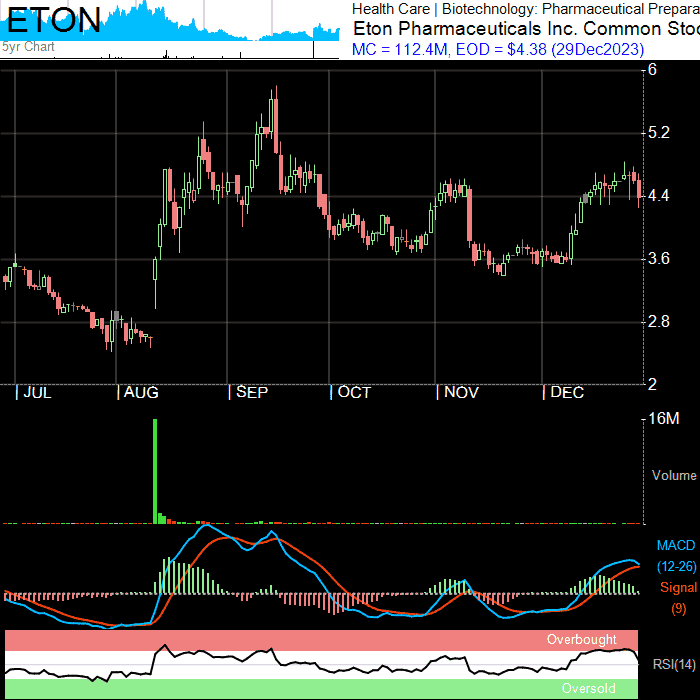 ETON
5yr Chart
Health Care | Biotechnology: Pharmaceutical Prepara
Eton Pharmaceuticals Inc. Common Stoc
MC = 112.4M, EOD = $4.38 (29Dec2023)
6
5.2
4.4
3.6
2.8
2
JUL AUG SEP OCT NOV DEC
16M
Volume
MACD
(12-26)
Signal
(9)
Overbought
RSI(14)
Oversold